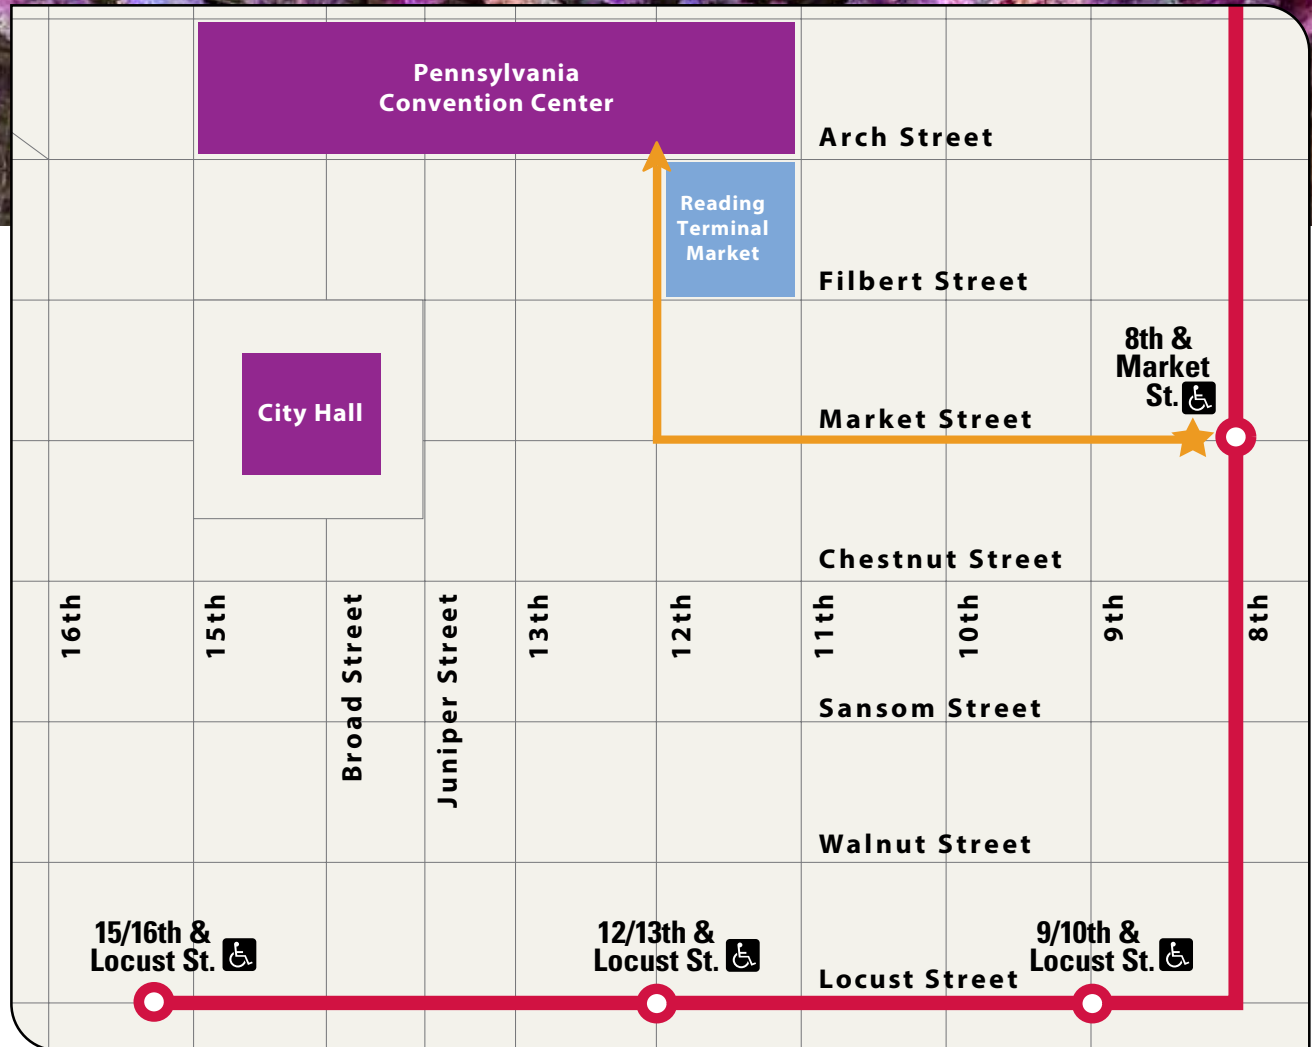 Pennsylvania
Convention Center
Arch Street
Reading
Terminal
Market
Filbert Street
8th &
Market
St.
City Hall
Market Street
Chestnut Street
16th
15th
Broad Street
Juniper Street
13th
12th
11th
10th
9th
8th
Sansom Street
Walnut Street
15/16th &
Locust St.
12/13th &
Locust St.
9/10th &
Locust St.
Locust Street